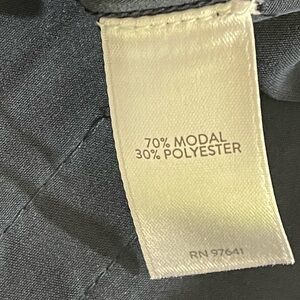 70% MODAL
30% POLYESTER
RN 97641